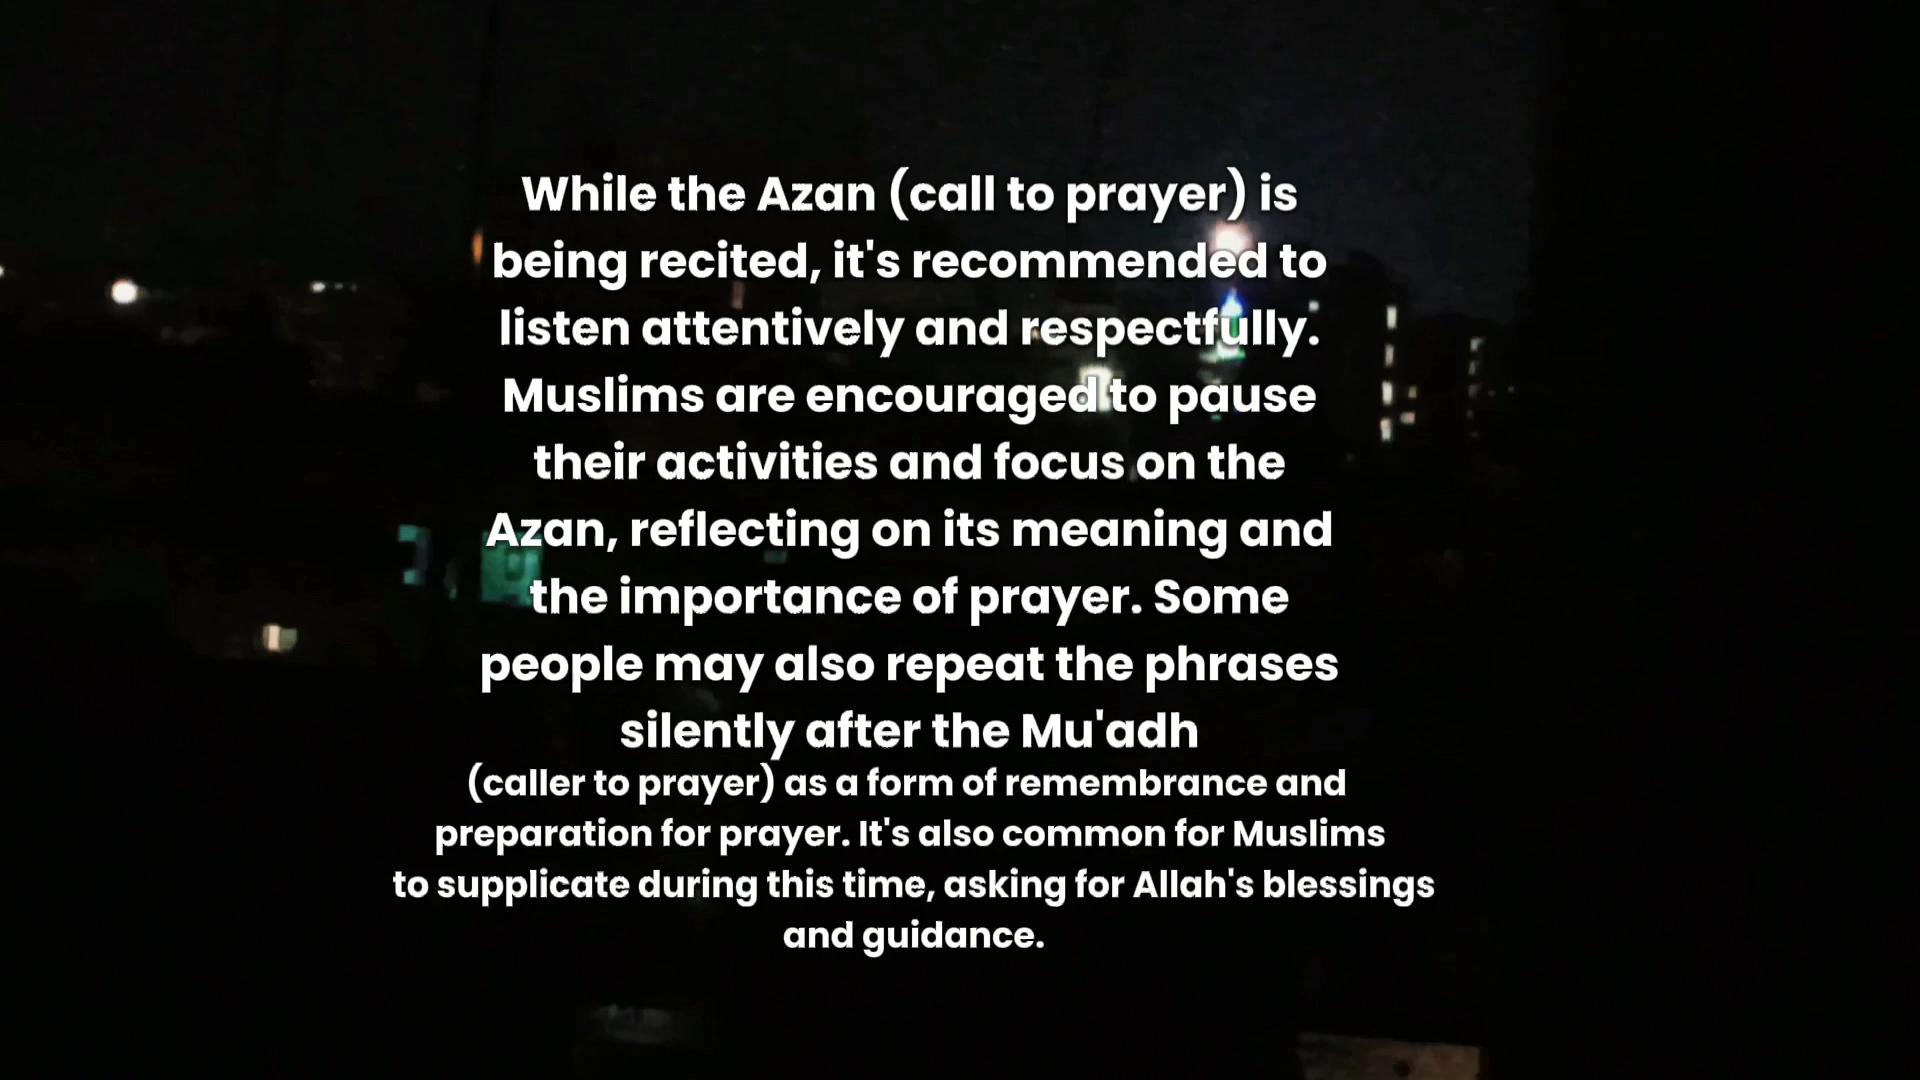 While the Azan (call to prayer) is
being recited, it's recommended to
listen attentively and respectfully.
Muslims are encouraged to pause
their activities and focus on the
Azan, reflecting on its meaning and
the importance of prayer. Some
people may also repeat the phrases
silently after the Mu'adh
(caller to prayer) as a form of remembrance and
preparation for prayer. It's also common for Muslims
to supplicate during this time, asking for Allah's blessings
and guidance.